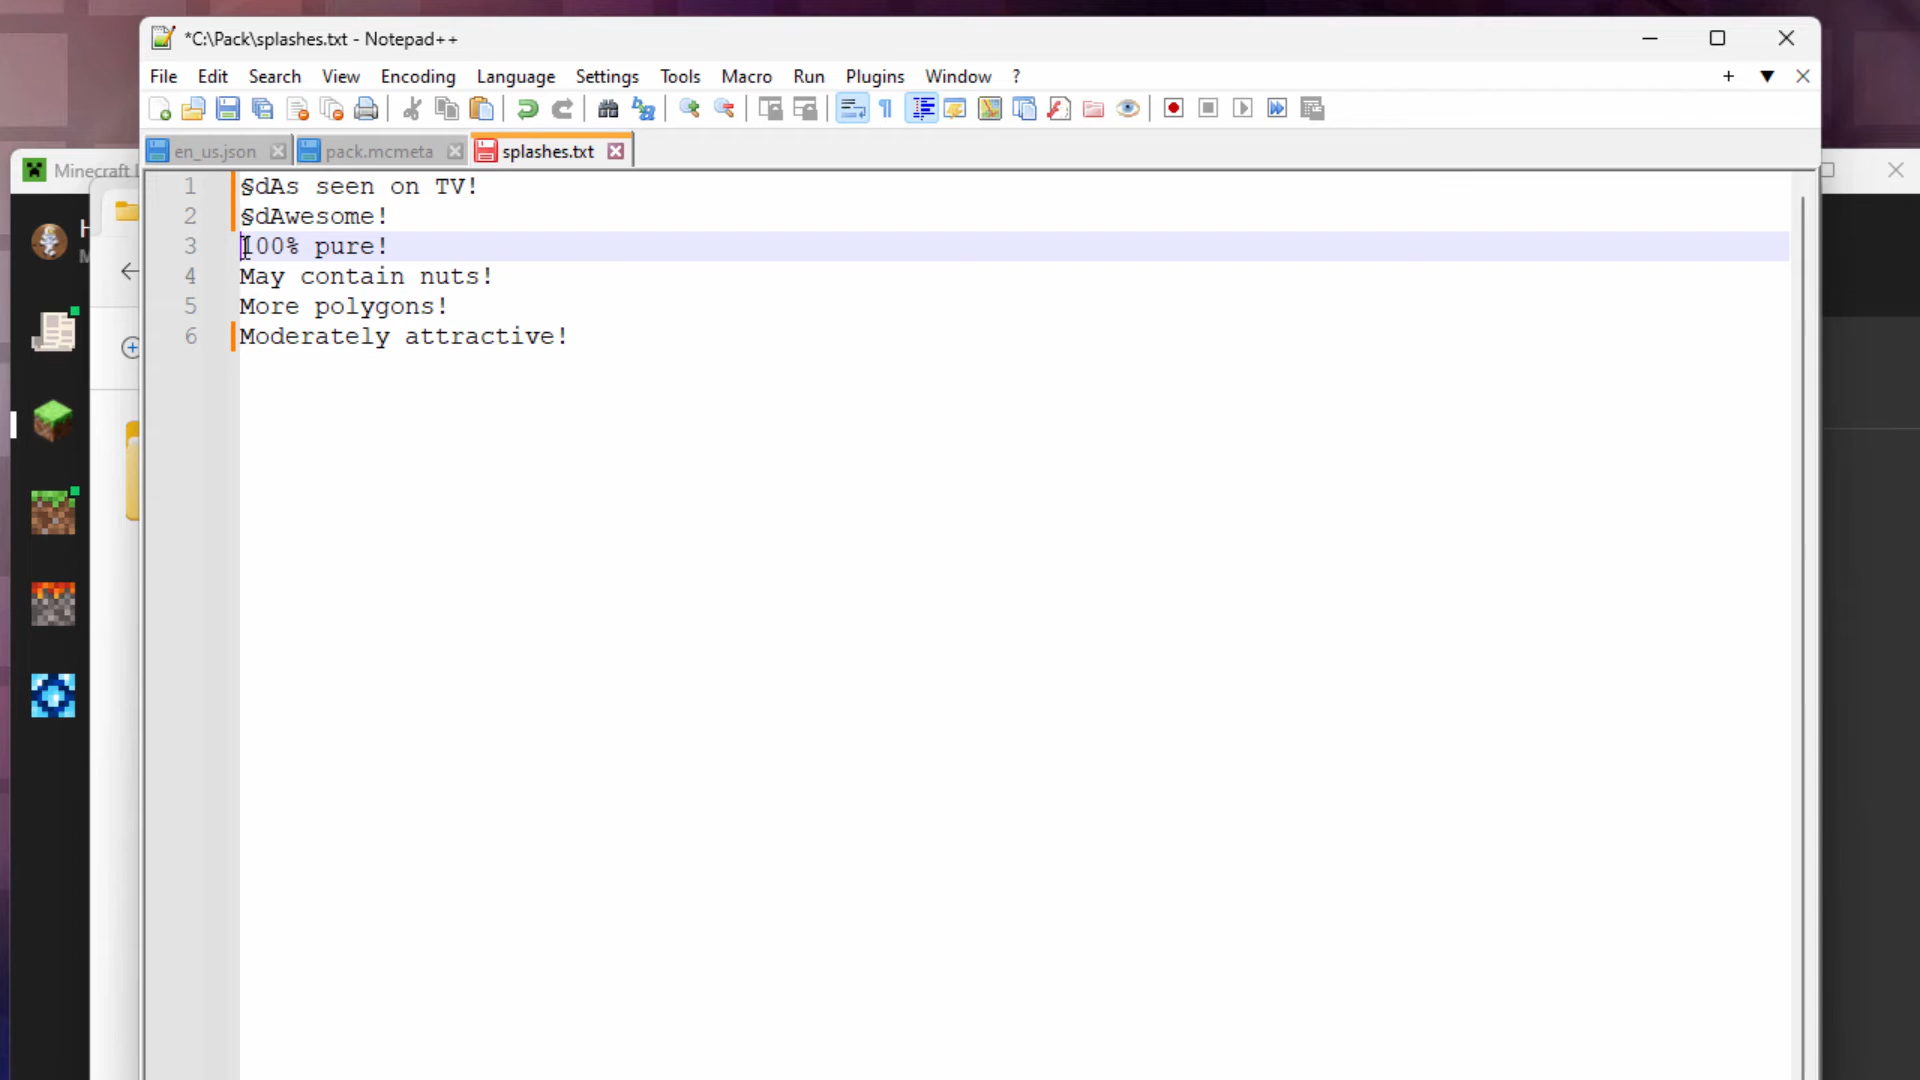 *C:\Pack\splashes.txt - Notepad++
File Edit Search View Encoding Language Settings Tools Macro Run Plugins Window ?
en_us.json pack.mcmeta splashes.txt
Minecraft
1 §dAs seen on TV!
2 §dAwesome!
3 100% pure!
4 May contain nuts!
5 More polygons!
6 Moderately attractive!